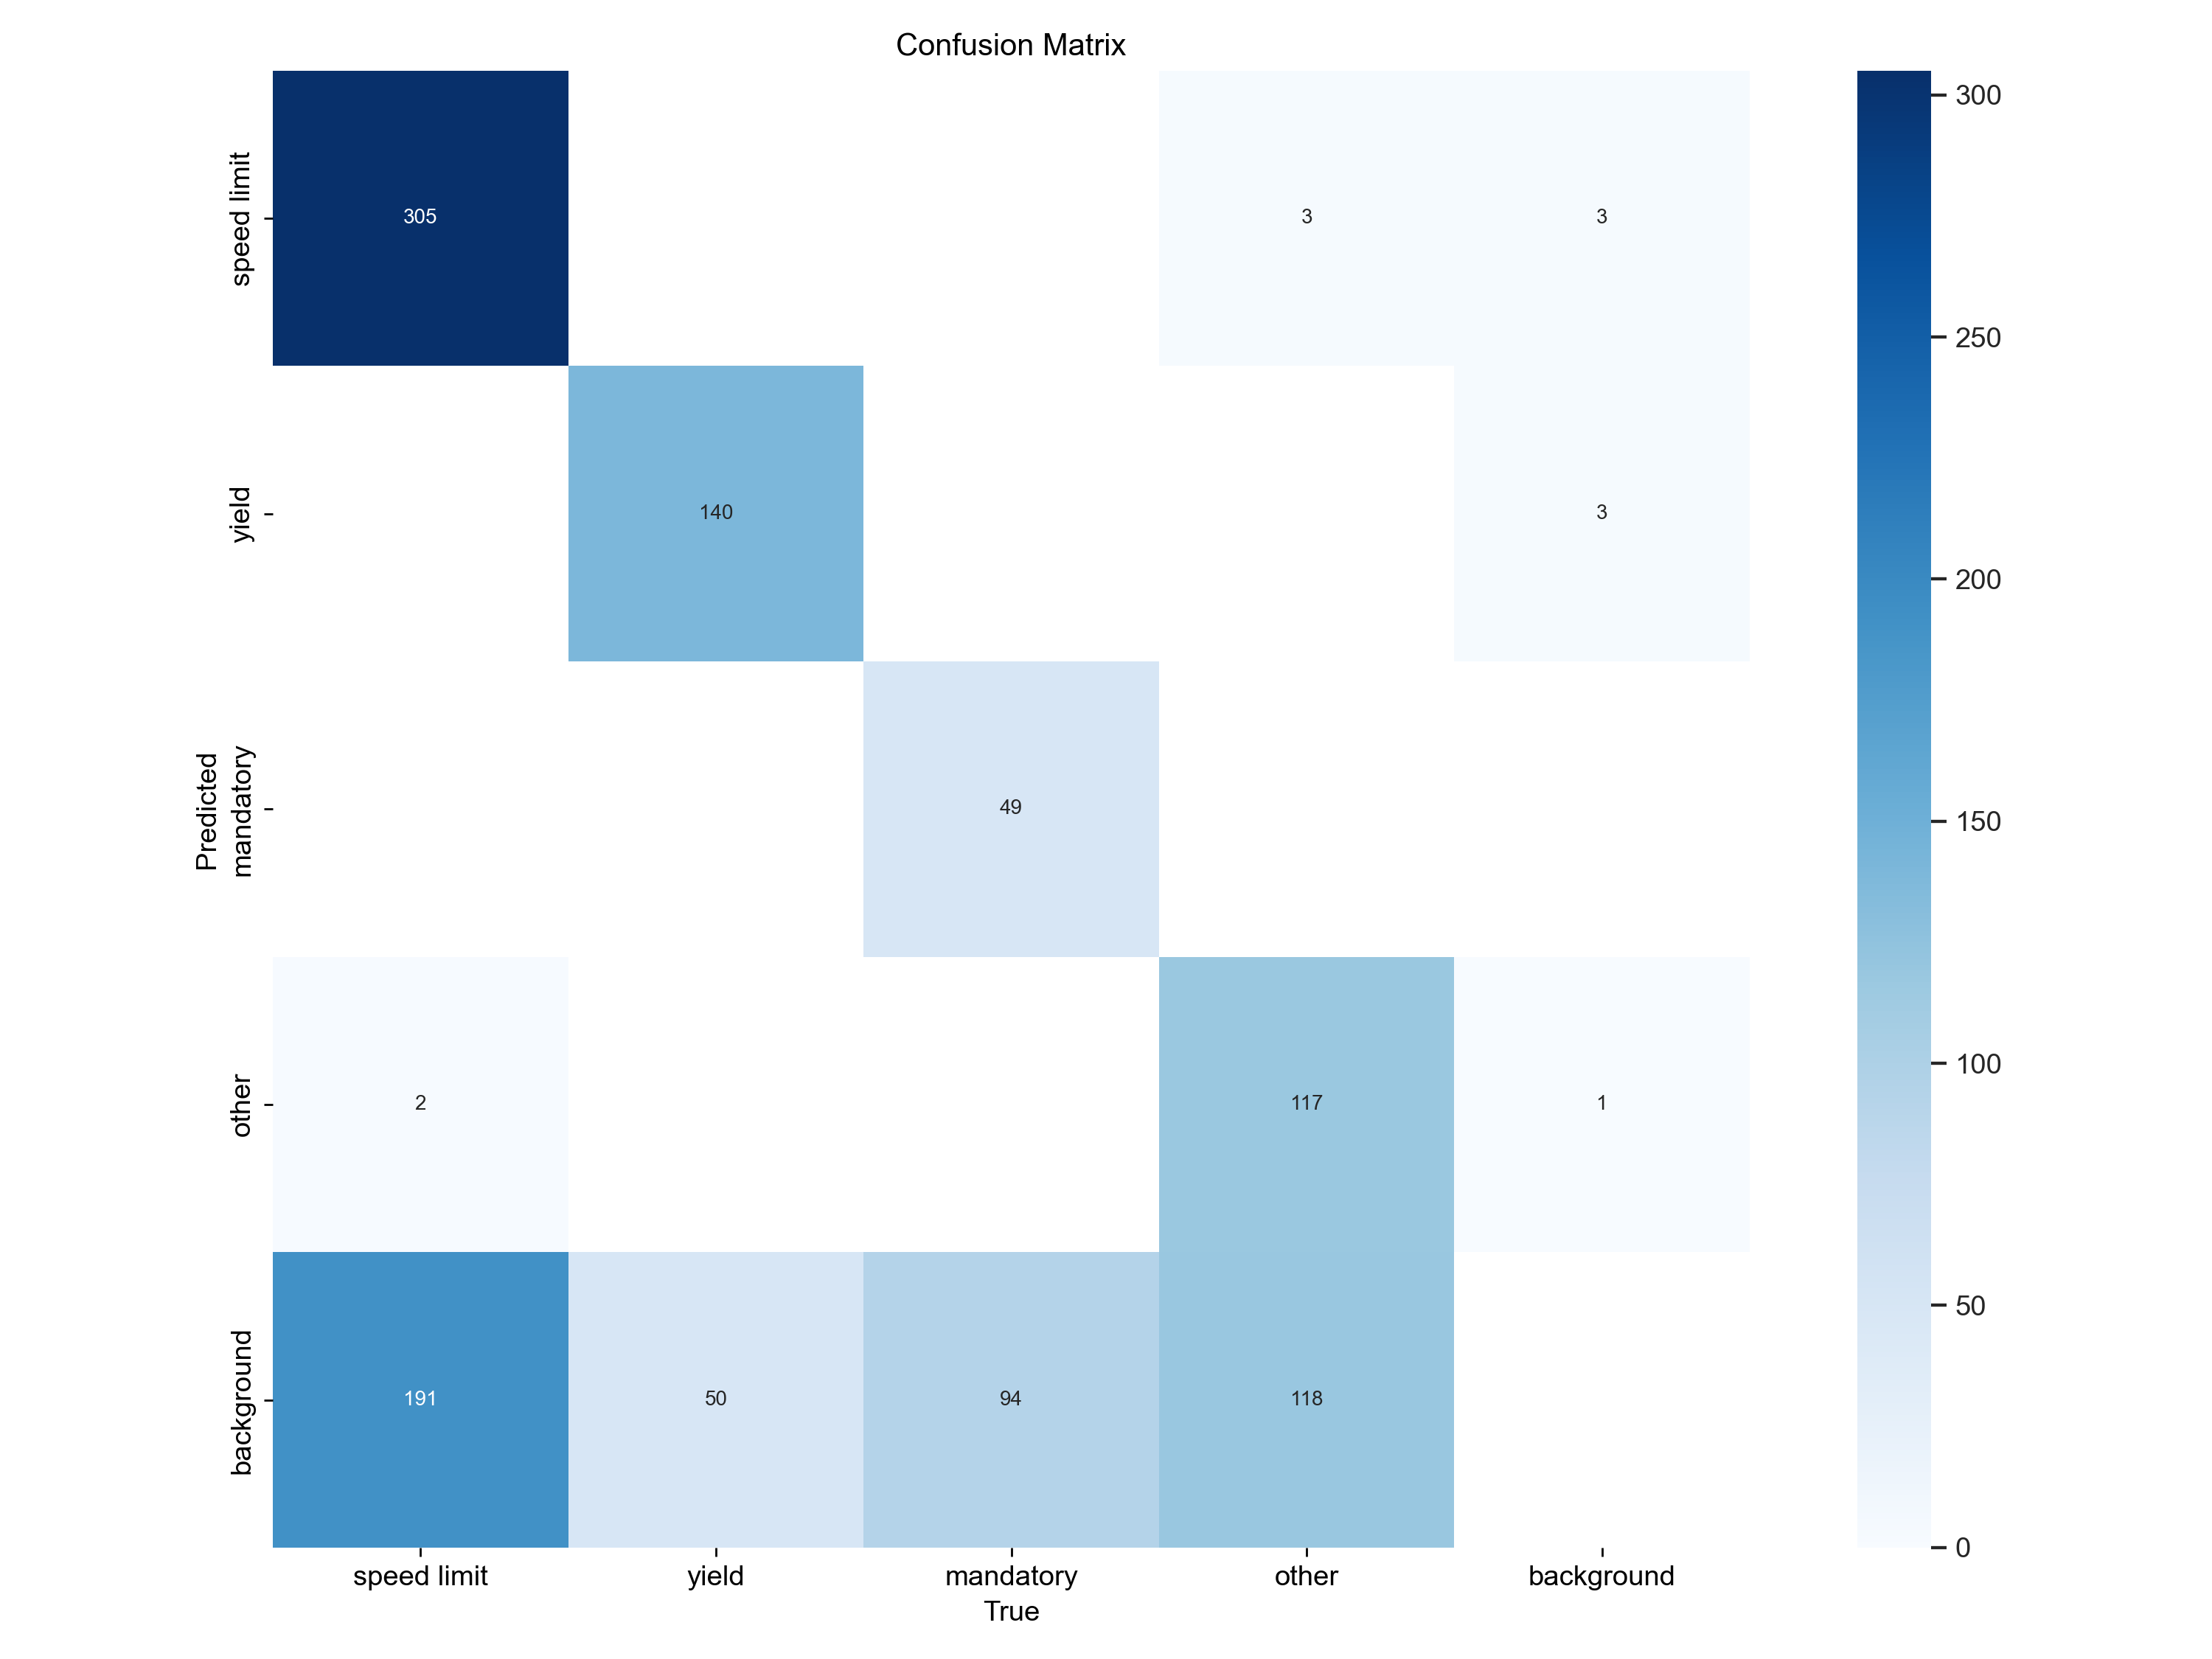 Confusion Matrix
speed limit
yield
Predicted
mandatory
other
background
305
3
3
140
3
49
2
117
1
191
50
94
118
speed limit
yield
mandatory
other
background
True
300
250
200
150
100
50
0